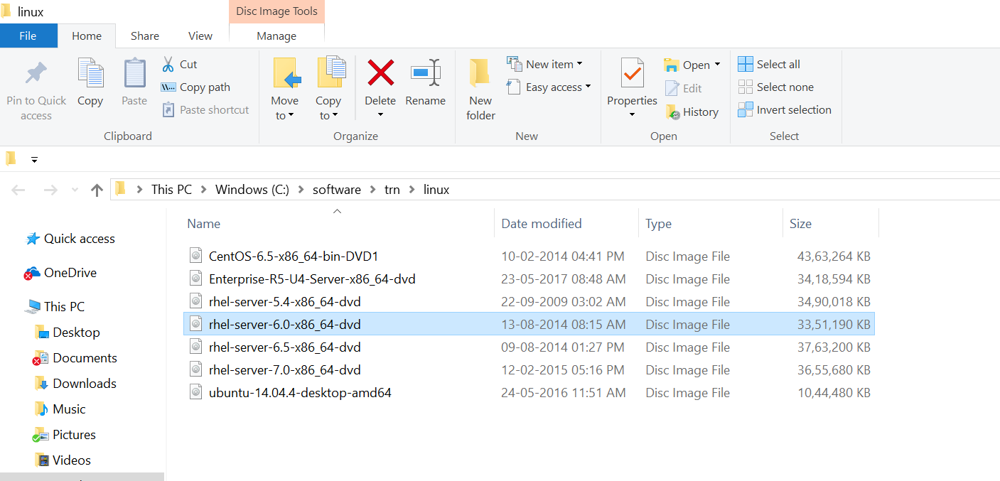 linux
Disc Image Tools
File Home Share View Manage
Pin to Quick access
Copy
Paste
Cut
Copy path
Paste shortcut
Clipboard
Move to
Copy to
Delete
Rename
Organize
New folder
New item
Easy access
New
Properties
Open
Edit
History
Open
Select all
Select none
Invert selection
Select
This PC > Windows (C:) > software > trn > linux
Quick access
OneDrive
This PC
Desktop
Documents
Downloads
Music
Pictures
Videos
Name Date modified Type Size
CentOS-6.5-x86_64-bin-DVD1 10-02-2014 04:41 PM Disc Image File 43,63,264 KB
Enterprise-R5-U4-Server-x86_64-dvd 23-05-2017 08:48 AM Disc Image File 34,18,594 KB
rhel-server-5.4-x86_64-dvd 22-09-2009 03:02 AM Disc Image File 34,90,018 KB
rhel-server-6.0-x86_64-dvd 13-08-2014 08:15 AM Disc Image File 33,51,190 KB
rhel-server-6.5-x86_64-dvd 09-08-2014 01:27 PM Disc Image File 37,63,200 KB
rhel-server-7.0-x86_64-dvd 12-02-2015 05:16 PM Disc Image File 36,55,680 KB
ubuntu-14.04.4-desktop-amd64 24-05-2016 11:51 AM Disc Image File 10,44,480 KB